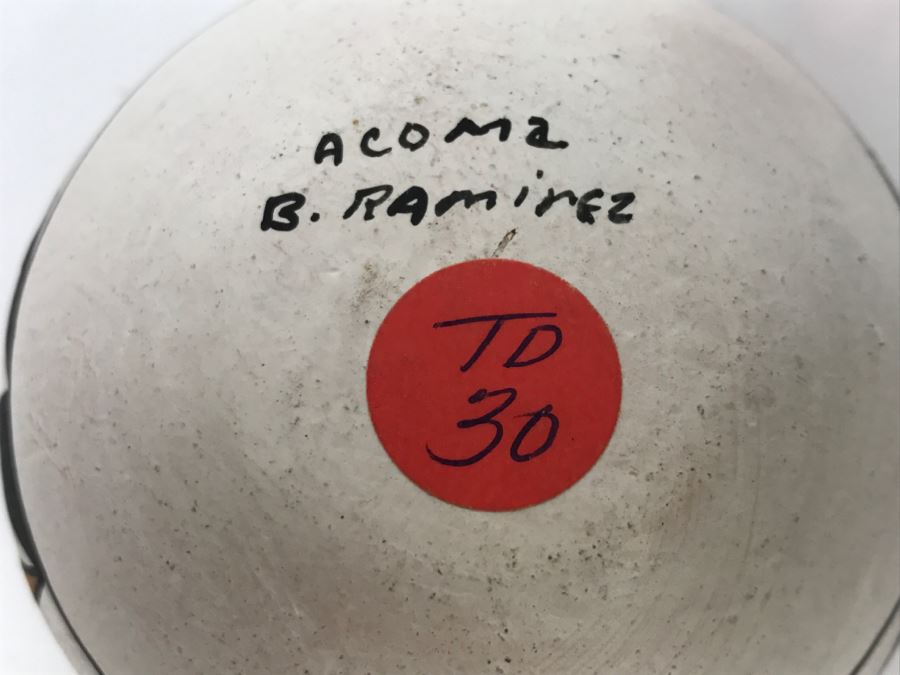 ACOMa
B. RAMirEz
TD
30